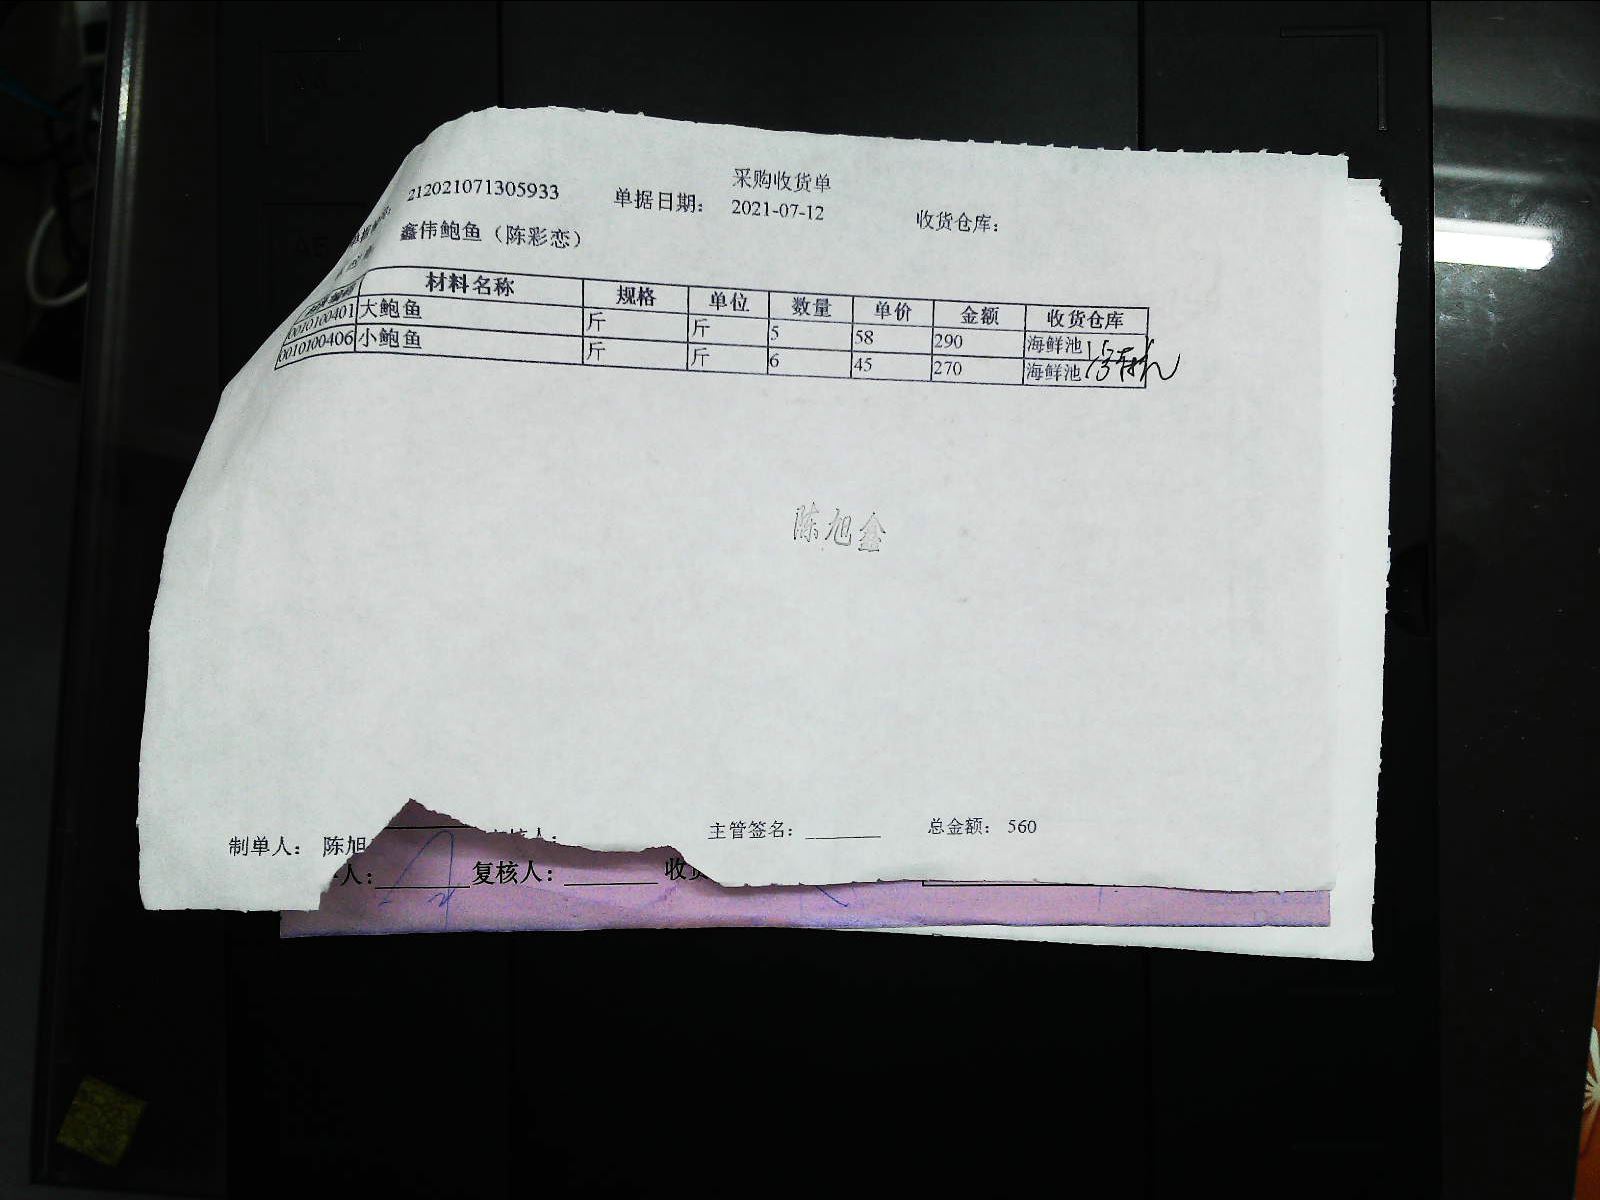 采购收货单
212021071305933 单据日期： 2021-07-12 收货仓库：
鑫伟鲍鱼（陈彩恋）
材料名称 规格 单位 数量 单价 金额 收货仓库
0010100401 大鲍鱼 斤 斤 5 58 290 海鲜池
0010100406 小鲍鱼 斤 斤 6 45 270 海鲜池
陈旭鑫
制单人： 陈旭 主管签名： 总金额： 560
人： 复核人： 收